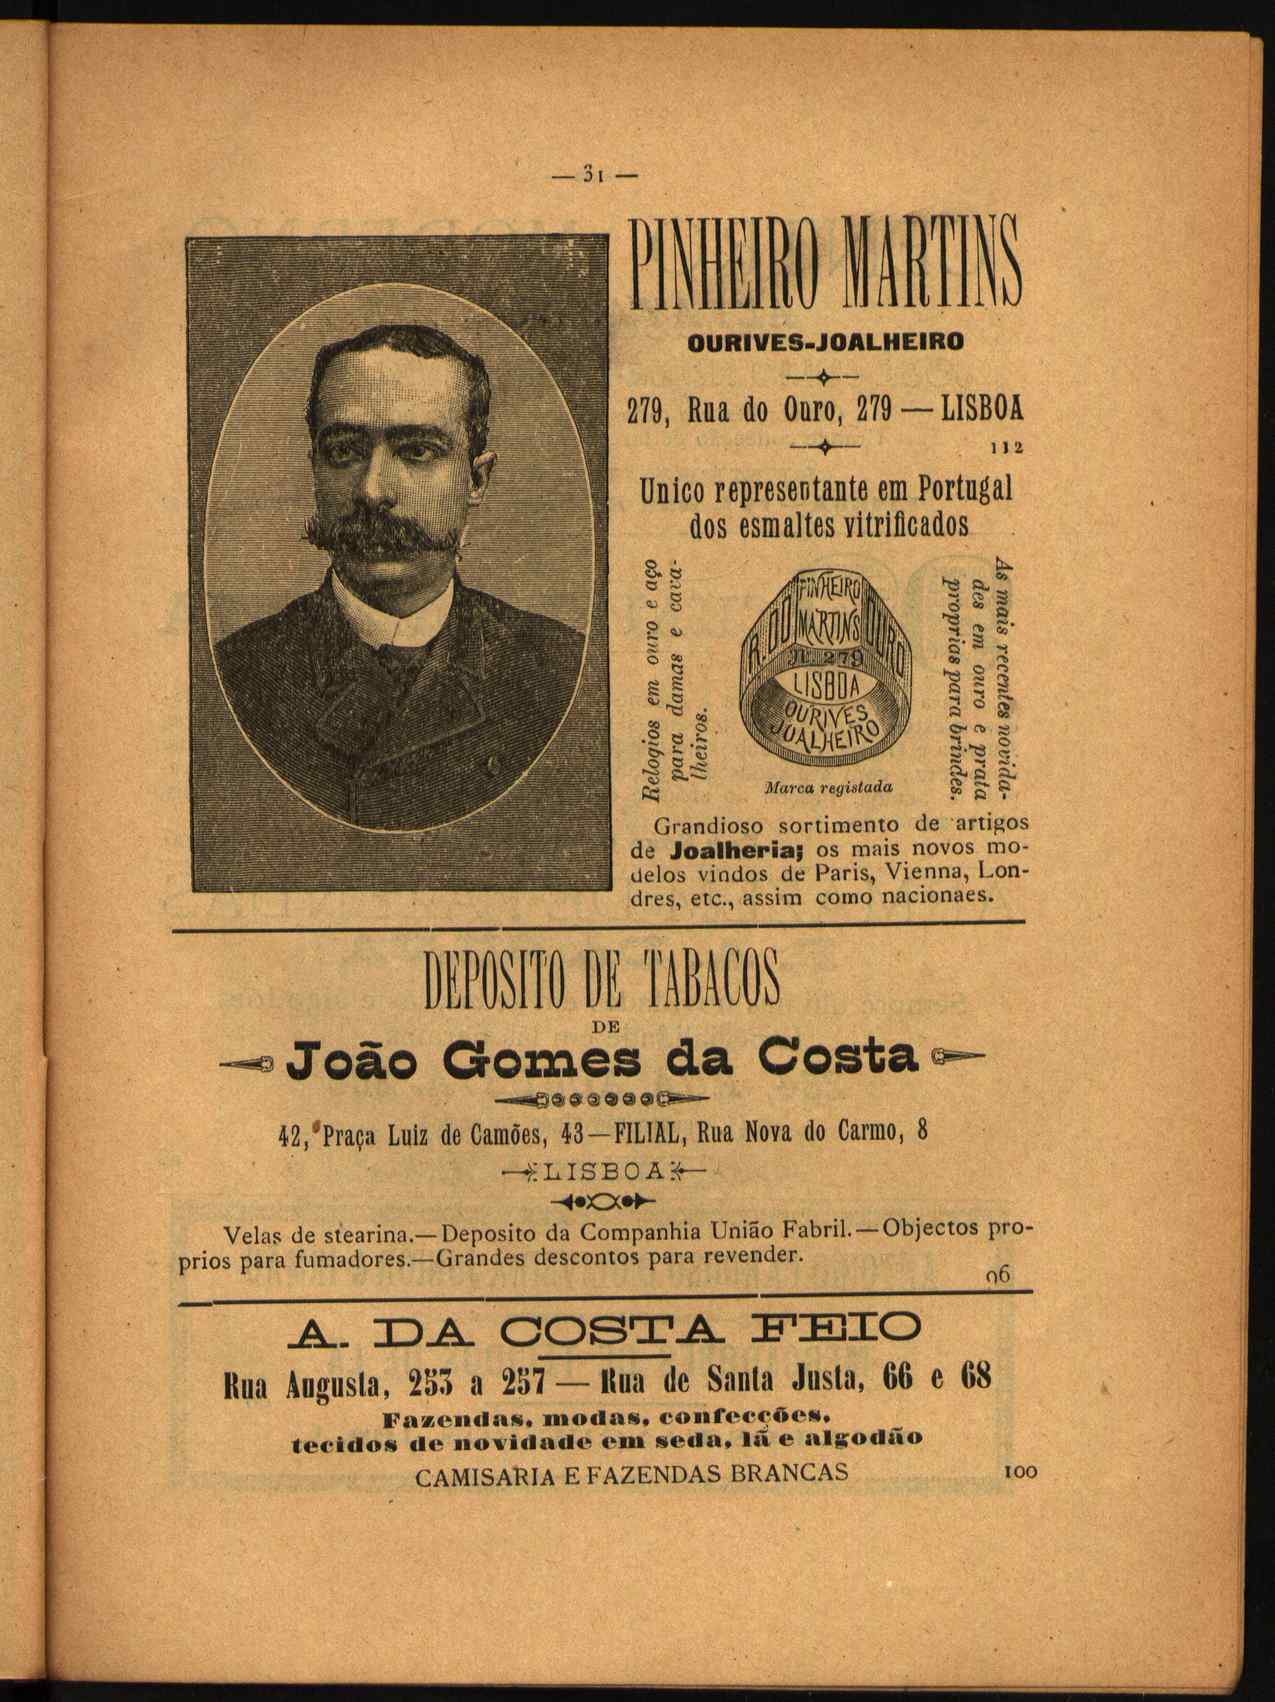 — 31 —
PINHEIRO MARTINS
OURIVES-JOALHEIRO
279, Rua do Ouro, 279 — LISBOA
112
Unico representante em Portugal
dos esmaltes vitrificados
Relogios em ouro e aço
para damas e cava-
lheiros.
PINHEIRO
MARTINS
R. DO OURO
Nº 279
LISBOA
OURIVES
JOALHEIRO
Marca registada
As mais recentes novida-
des em ouro e prata
proprias para brindes.
Grandioso sortimento de artigos
de Joalheria; os mais novos mo-
delos vindos de Paris, Vienna, Lon-
dres, etc., assim como nacionaes.
DEPOSITO DE TABACOS
DE
João Gomes da Costa
42, Praça Luiz de Camões, 43—FILIAL, Rua Nova do Carmo, 8
LISBOA
Velas de stearina.—Deposito da Companhia União Fabril.—Objectos pro-
prios para fumadores.—Grandes descontos para revender.
96
A. DA COSTA FEIO
Rua Augusta, 253 a 257 — Rua de Santa Justa, 66 e 68
Fazendas, modas, confecções,
tecidos de novidade em seda, lã e algodão
CAMISARIA E FAZENDAS BRANCAS
100